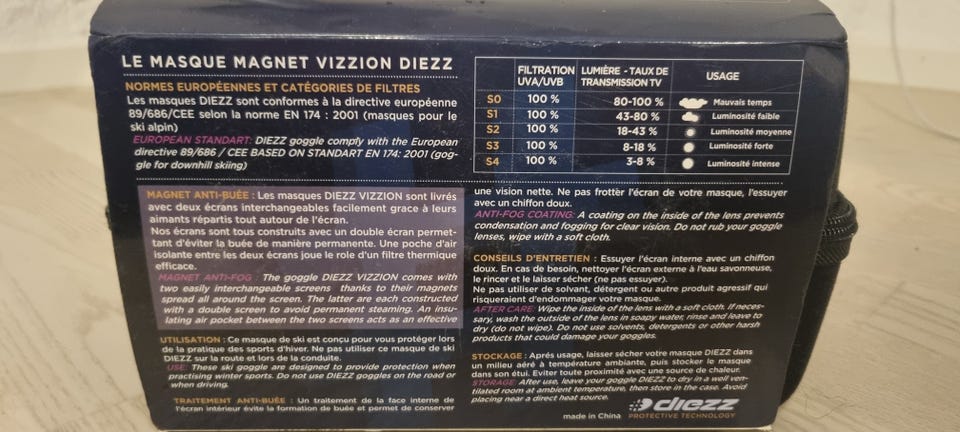 LE MASQUE MAGNET VIZZION DIEZZ
NORMES EUROPÉENNES ET CATÉGORIES DE FILTRES
Les masques DIEZZ sont conformes à la directive européenne
89/686/CEE selon la norme EN 174 : 2001 (masques pour le
ski alpin)
EUROPEAN STANDART: DIEZZ goggle comply with the European
directive 89/686 / CEE BASED ON STANDART EN 174: 2001 (gog-
gle for downhill skiing)
FILTRATION UVA/UVB LUMIÈRE - TAUX DE TRANSMISSION TV USAGE
S0 100 % 80-100 % Mauvais temps
S1 100 % 43-80 % Luminosité faible
S2 100 % 18-43 % Luminosité moyenne
S3 100 % 8-18 % Luminosité forte
S4 100 % 3-8 % Luminosité intense
MAGNET ANTI-BUÉE : Les masques DIEZZ VIZZION sont livrés
avec deux écrans interchangeables facilement grace à leurs
aimants répartis tout autour de l'écran.
Nos écrans sont tous construits avec un double écran permet-
tant d'éviter la buée de manière permanente. Une poche d'air
isolante entre les deux écrans joue le role d'un filtre thermique
efficace.
MAGNET ANTI-FOG : The goggle DIEZZ VIZZION comes with
two easily interchangeable screens thanks to their magnets
spread all around the screen. The latter are each constructed
with a double screen to avoid permanent steaming. An insu-
lating air pocket between the two screens acts as an effective
UTILISATION : Ce masque de ski est conçu pour vous protéger lors
de la pratique des sports d'hiver. Ne pas utiliser ce masque de ski
DIEZZ sur la route et lors de la conduite.
USE: These ski goggle are designed to provide protection when
practising winter sports. Do not use DIEZZ goggles on the road or
when driving.
TRAITEMENT ANTI-BUÉE : Un traitement de la face interne de
l'écran intérieur évite la formation de buée et permet de conserver
une vision nette. Ne pas frotter l'écran de votre masque, l'essuyer
avec un chiffon doux.
ANTI-FOG COATING: A coating on the inside of the lens prevents
condensation and fogging for clear vision. Do not rub your goggle
lenses, wipe with a soft cloth.
CONSEILS D'ENTRETIEN : Essuyer l'écran interne avec un chiffon
doux. En cas de besoin, nettoyer l'écran externe à l'eau savonneuse,
le rincer et le laisser sécher (ne pas essuyer).
Ne pas utiliser de solvant, détergent ou autre produit agressif qui
risqueraient d'endommager votre masque.
AFTER CARE: Wipe the inside of the lens with a soft cloth. If neces-
sary, wash the outside of the lens in soapy water, rinse and leave to
dry (do not wipe). Do not use solvents, detergents or other harsh
products that could damage your goggles.
STOCKAGE : Aprés usage, laisser sécher votre masque DIEZZ dans
un milieu aéré à température ambiante, puis stocker le masque
dans son étui. Eviter toute proximité avec une source de chaleur.
STORAGE: After use, leave your goggle DIEZZ to dry in a well ven-
tilated room at ambient temperature, then store in the case. Avoid
placing near a direct heat source.
made in China diezz
PROTECTIVE TECHNOLOGY